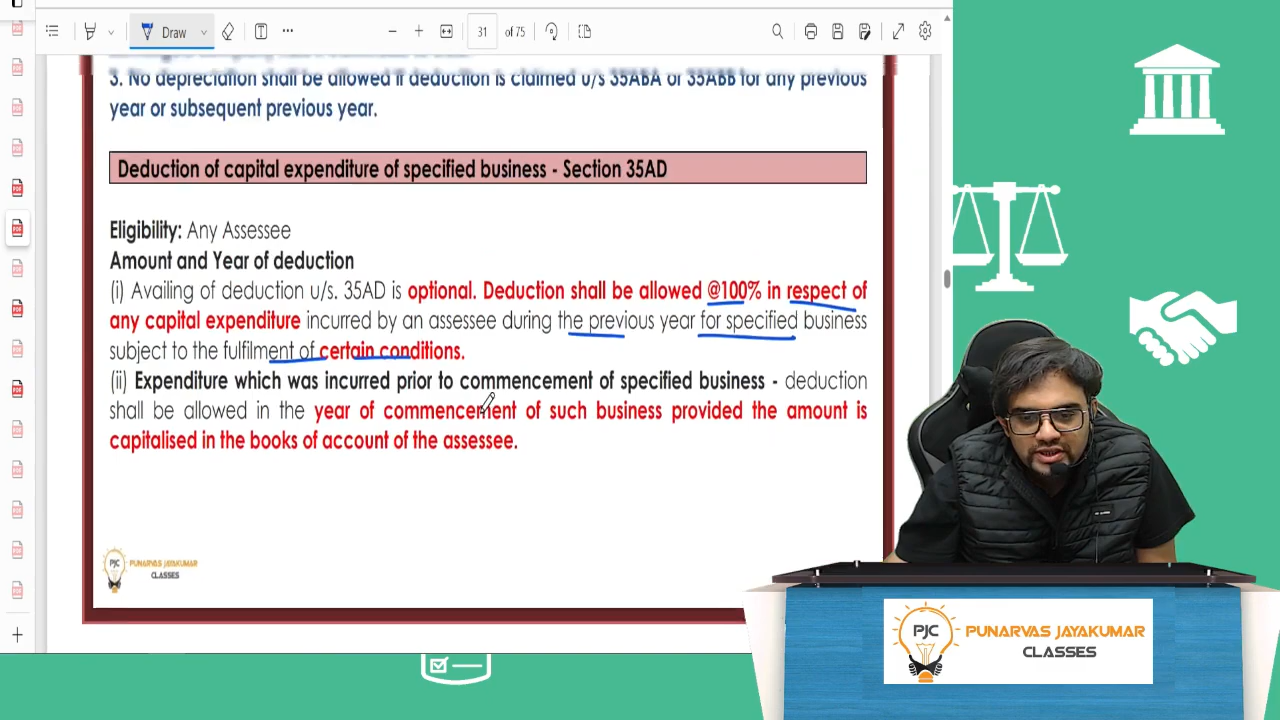 Draw
31
of 75
3. No depreciation shall be allowed if deduction is claimed u/s 35ABA or 35ABB for any previous
year or subsequent previous year.
Deduction of capital expenditure of specified business - Section 35AD
Eligibility: Any Assessee
Amount and Year of deduction
(i) Availing of deduction u/s. 35AD is optional. Deduction shall be allowed @100% in respect of
any capital expenditure incurred by an assessee during the previous year for specified business
subject to the fulfilment of certain conditions.
(ii) Expenditure which was incurred prior to commencement of specified business - deduction
shall be allowed in the year of commencement of such business provided the amount is
capitalised in the books of account of the assessee.
PJC
PUNARVAS JAYAKUMAR
CLASSES
PJC
PUNARVAS JAYAKUMAR
CLASSES